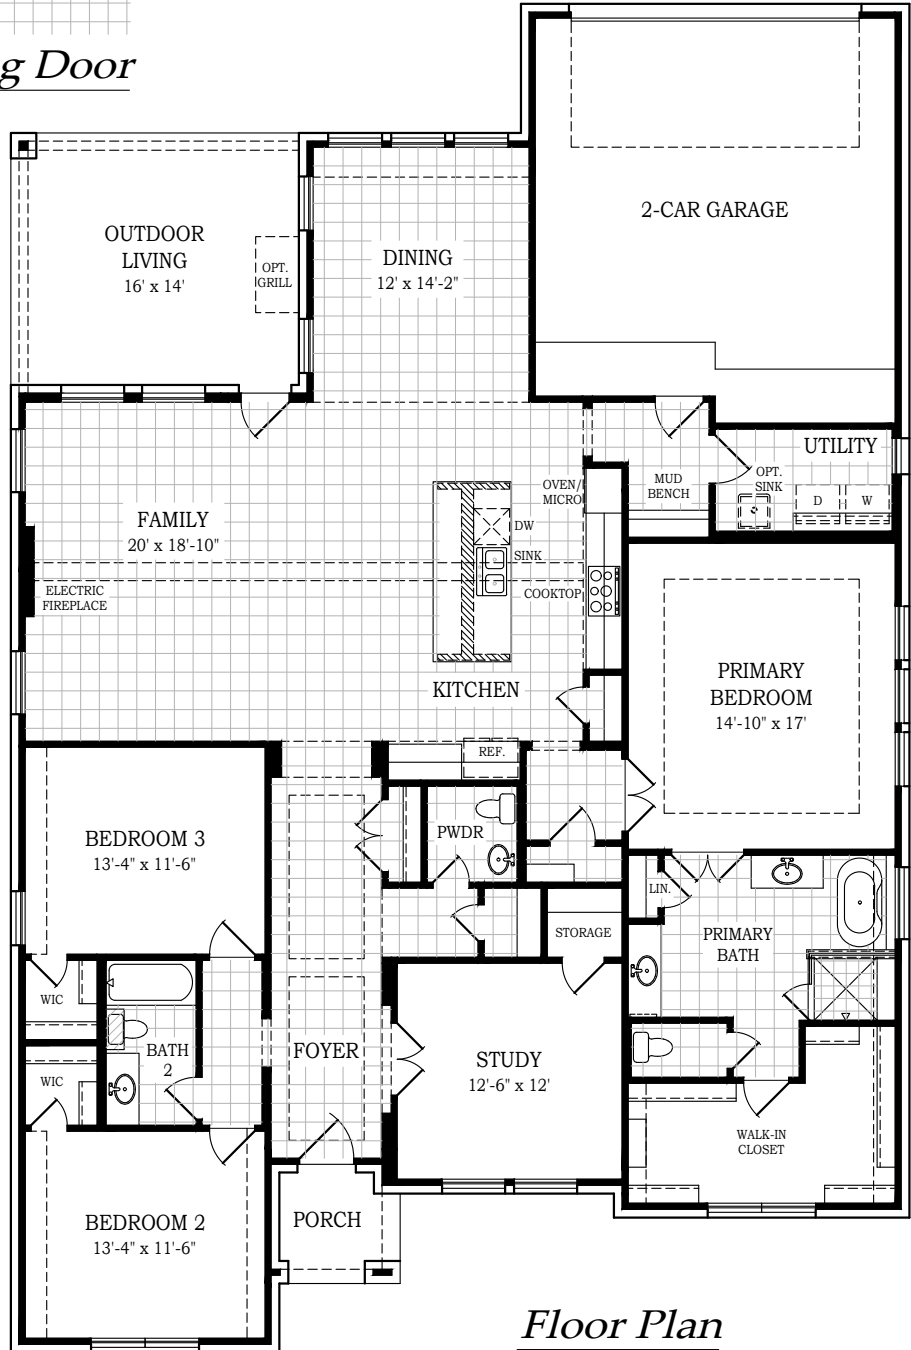 g Door
2-CAR GARAGE
OUTDOOR
LIVING
16' x 14'
OPT.
GRILL
DINING
12' x 14'-2"
UTILITY
OPT.
SINK
D
W
MUD
BENCH
OVEN/
MICRO
FAMILY
20' x 18'-10"
DW
SINK
COOKTOP
ELECTRIC
FIREPLACE
KITCHEN
PRIMARY
BEDROOM
14'-10" x 17'
REF.
BEDROOM 3
13'-4" x 11'-6"
PWDR
LIN.
STORAGE
PRIMARY
BATH
WIC
BATH
2
FOYER
STUDY
12'-6" x 12'
WIC
WALK-IN
CLOSET
BEDROOM 2
13'-4" x 11'-6"
PORCH
Floor Plan